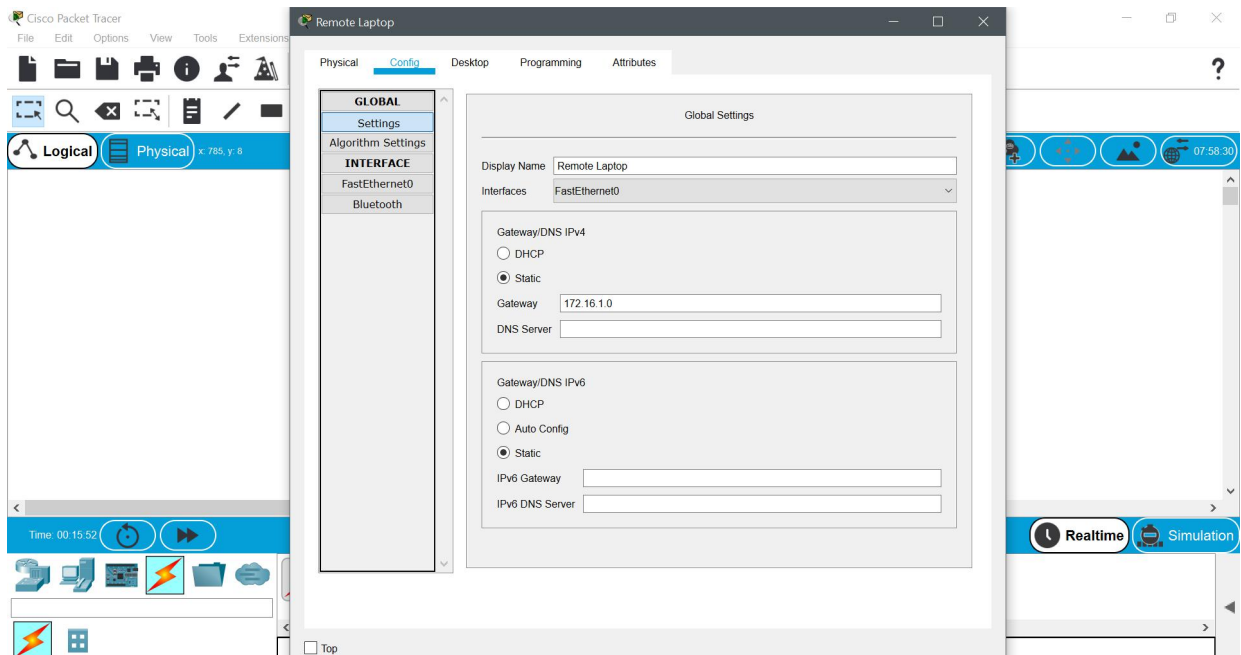 Cisco Packet Tracer
File Edit Options View Tools Extensions
Remote Laptop
Physical Config Desktop Programming Attributes
?
Logical
Physical x: 785, y: 8
07:58:30
GLOBAL
Settings
Algorithm Settings
INTERFACE
FastEthernet0
Bluetooth
Global Settings
Display Name Remote Laptop
Interfaces FastEthernet0
Gateway/DNS IPv4
DHCP
Static
Gateway 172.16.1.0
DNS Server
Gateway/DNS IPv6
DHCP
Auto Config
Static
IPv6 Gateway
IPv6 DNS Server
Time: 00:15:52
Realtime
Simulation
Top